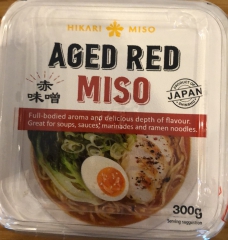 HIKARI MISO
AGED RED
赤
味噌
MISO
PRODUCT OF
JAPAN
Full-bodied aroma and delicious depth of flavour.
Great for soups, sauces, marinades and ramen noodles.
300g
Serving suggestion